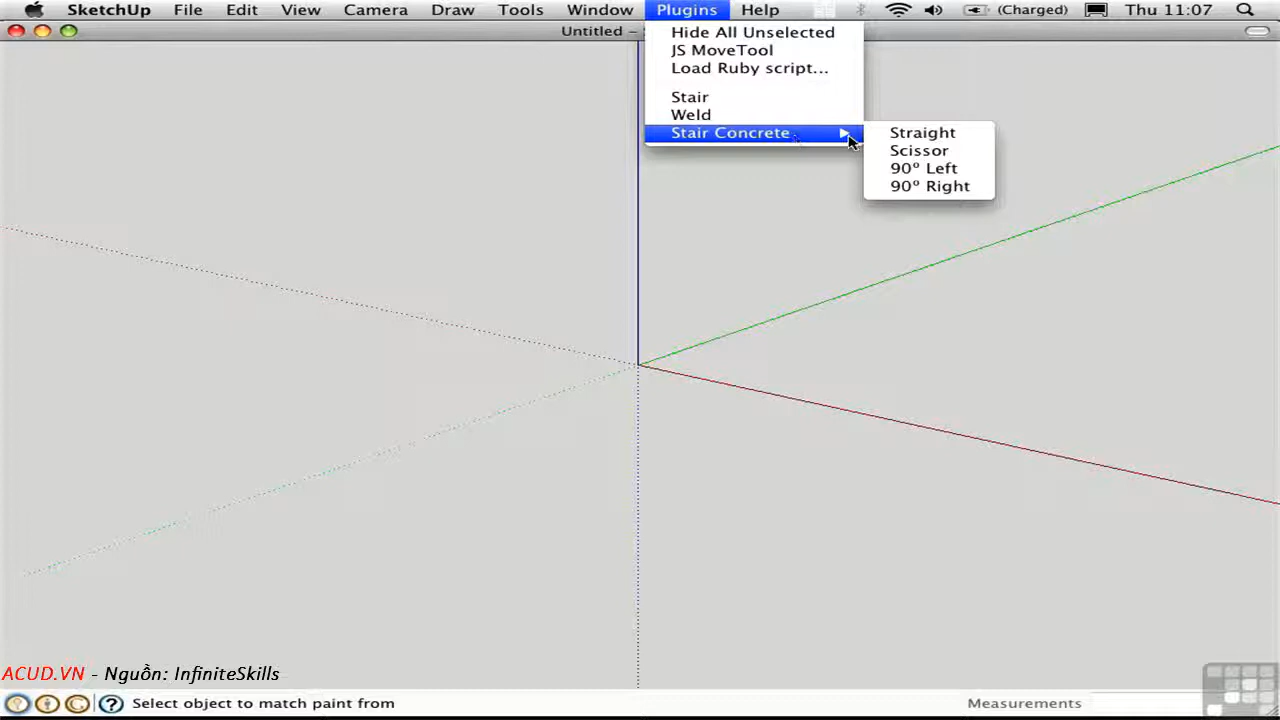 SketchUp File Edit View Camera Draw Tools Window Plugins Help (Charged) Thu 11:07
Untitled –
Hide All Unselected
JS MoveTool
Load Ruby script...
Stair
Weld
Stair Concrete
Straight
Scissor
90º Left
90º Right
ACUD.VN - Nguồn: InfiniteSkills
? Select object to match paint from Measurements